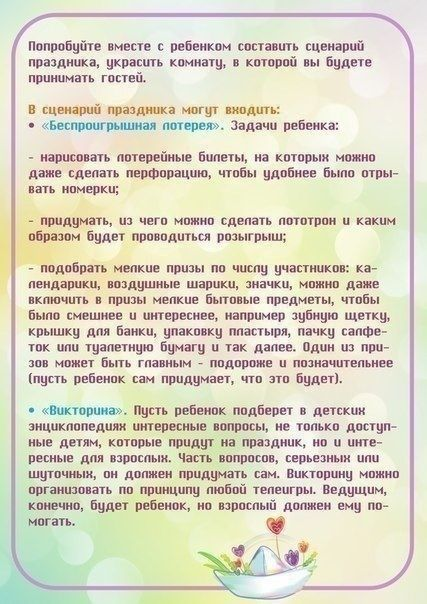 Попробуйте вместе с ребенком составить сценарий
праздника, украсить комнату, в которой вы будете
принимать гостей.
В сценарий праздника могут входить:
• «Беспроигрышная лотерея». Задачи ребенка:
- нарисовать лотерейные билеты, на которых можно
даже сделать перфорацию, чтобы удобнее было отры-
вать номерки;
- придумать, из чего можно сделать лототрон и каким
образом будет проводиться розыгрыш;
- подобрать мелкие призы по числу участников: ка-
лендарики, воздушные шарики, значки, можно даже
включить в призы мелкие бытовые предметы, чтобы
было смешнее и интереснее, например зубную щетку,
крышку для банки, упаковку пластыря, пачку салфе-
ток или туалетную бумагу и так далее. Один из при-
зов может быть главным - подороже и позначительнее
(пусть ребенок сам придумает, что это будет).
• «Викторина». Пусть ребенок подберет в детских
энциклопедиях интересные вопросы, не только доступ-
ные детям, которые придут на праздник, но и инте-
ресные для взрослых. Часть вопросов, серьезных или
шуточных, он должен придумать сам. Викторину можно
организовать по принципу любой телеигры. Ведущим,
конечно, будет ребенок, но взрослый должен ему по-
могать.